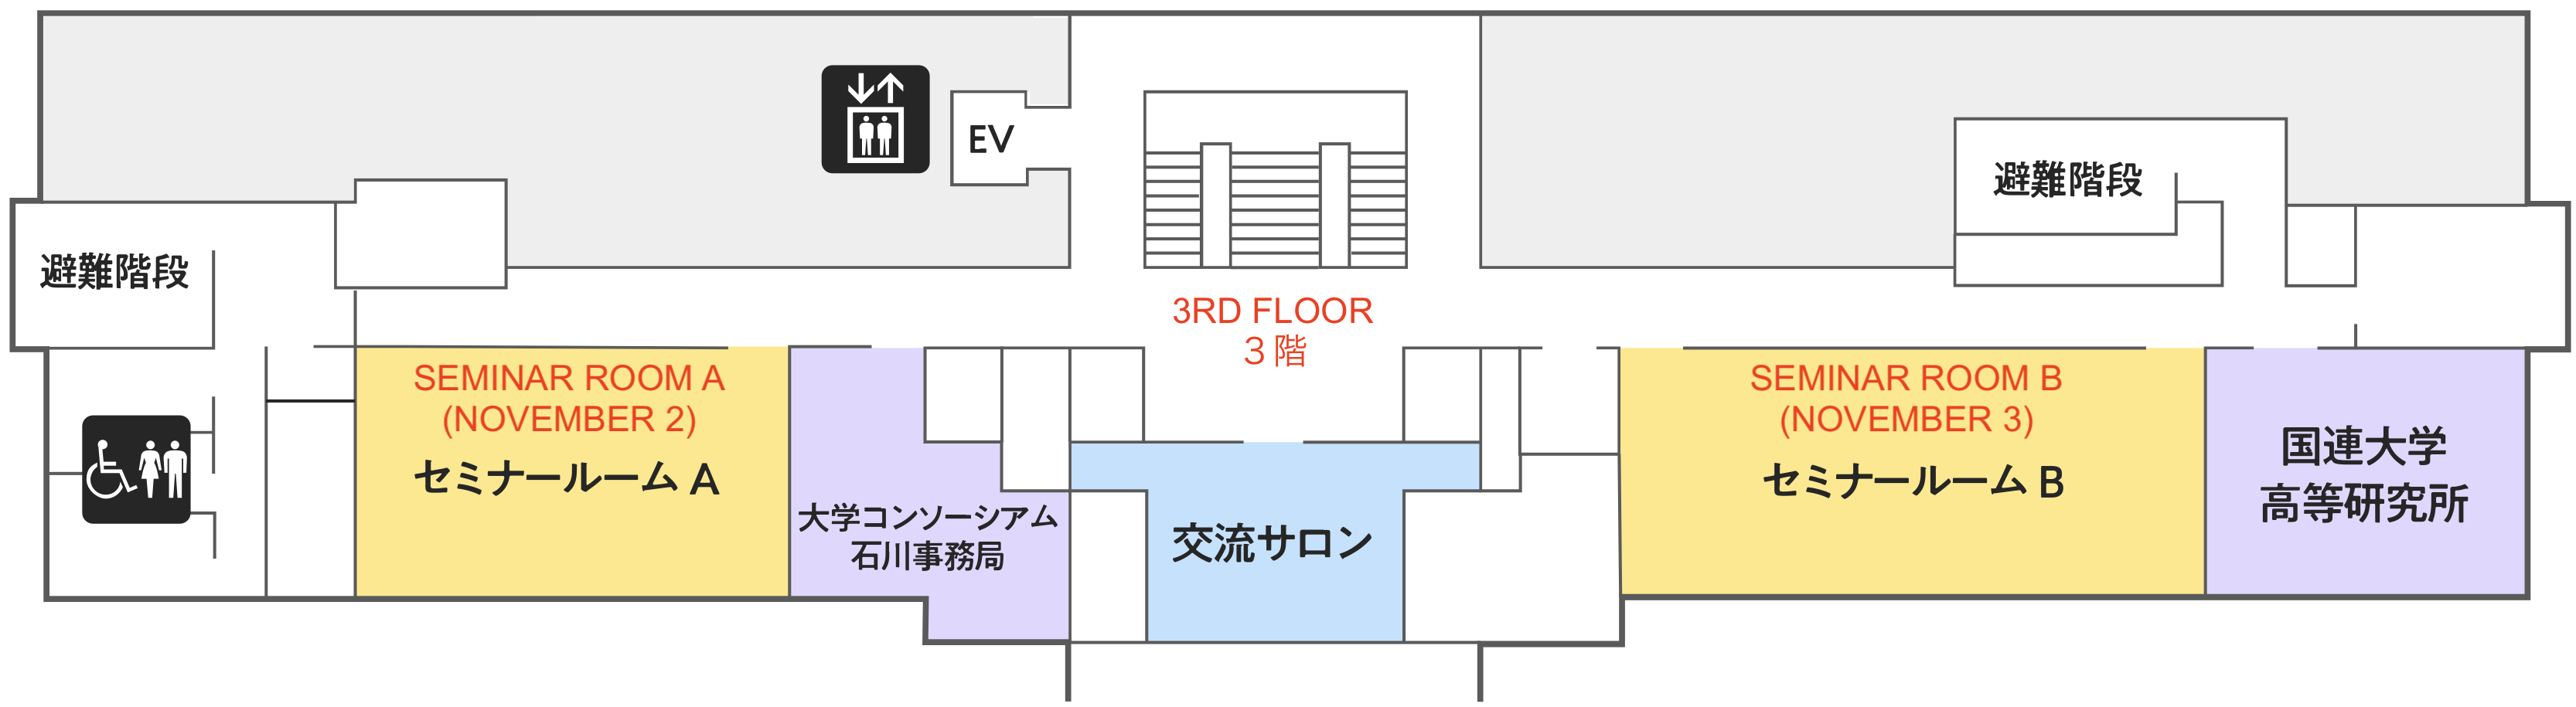 EV
避難階段
避難階段
3RD FLOOR
３階
SEMINAR ROOM A
(NOVEMBER 2)
セミナールーム A
大学コンソーシアム
石川事務局
交流サロン
SEMINAR ROOM B
(NOVEMBER 3)
セミナールーム B
国連大学
高等研究所